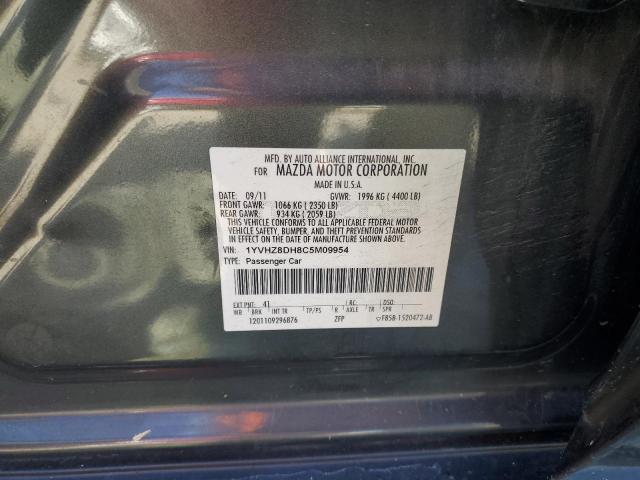 MFD. BY AUTO ALLIANCE INTERNATIONAL, INC.
FOR MAZDA MOTOR CORPORATION
MADE IN U.S.A.
DATE: 09/11 GVWR: 1996 KG ( 4400 LB)
FRONT GAWR: 1066 KG ( 2350 LB)
REAR GAWR: 934 KG ( 2059 LB)
THIS VEHICLE CONFORMS TO ALL APPLICABLE FEDERAL MOTOR
VEHICLE SAFETY, BUMPER, AND THEFT PREVENTION STANDARDS
IN EFFECT ON THE DATE OF MANUFACTURE SHOWN ABOVE.
VIN: 1YVHZ8DH8C5M09954
TYPE: Passenger Car
EXT PNT: 41 RC: DSO:
WB BRK INT TR TP/PS R AXLE TR SPR
1201109296876 ZFP F85B-1520472-AB